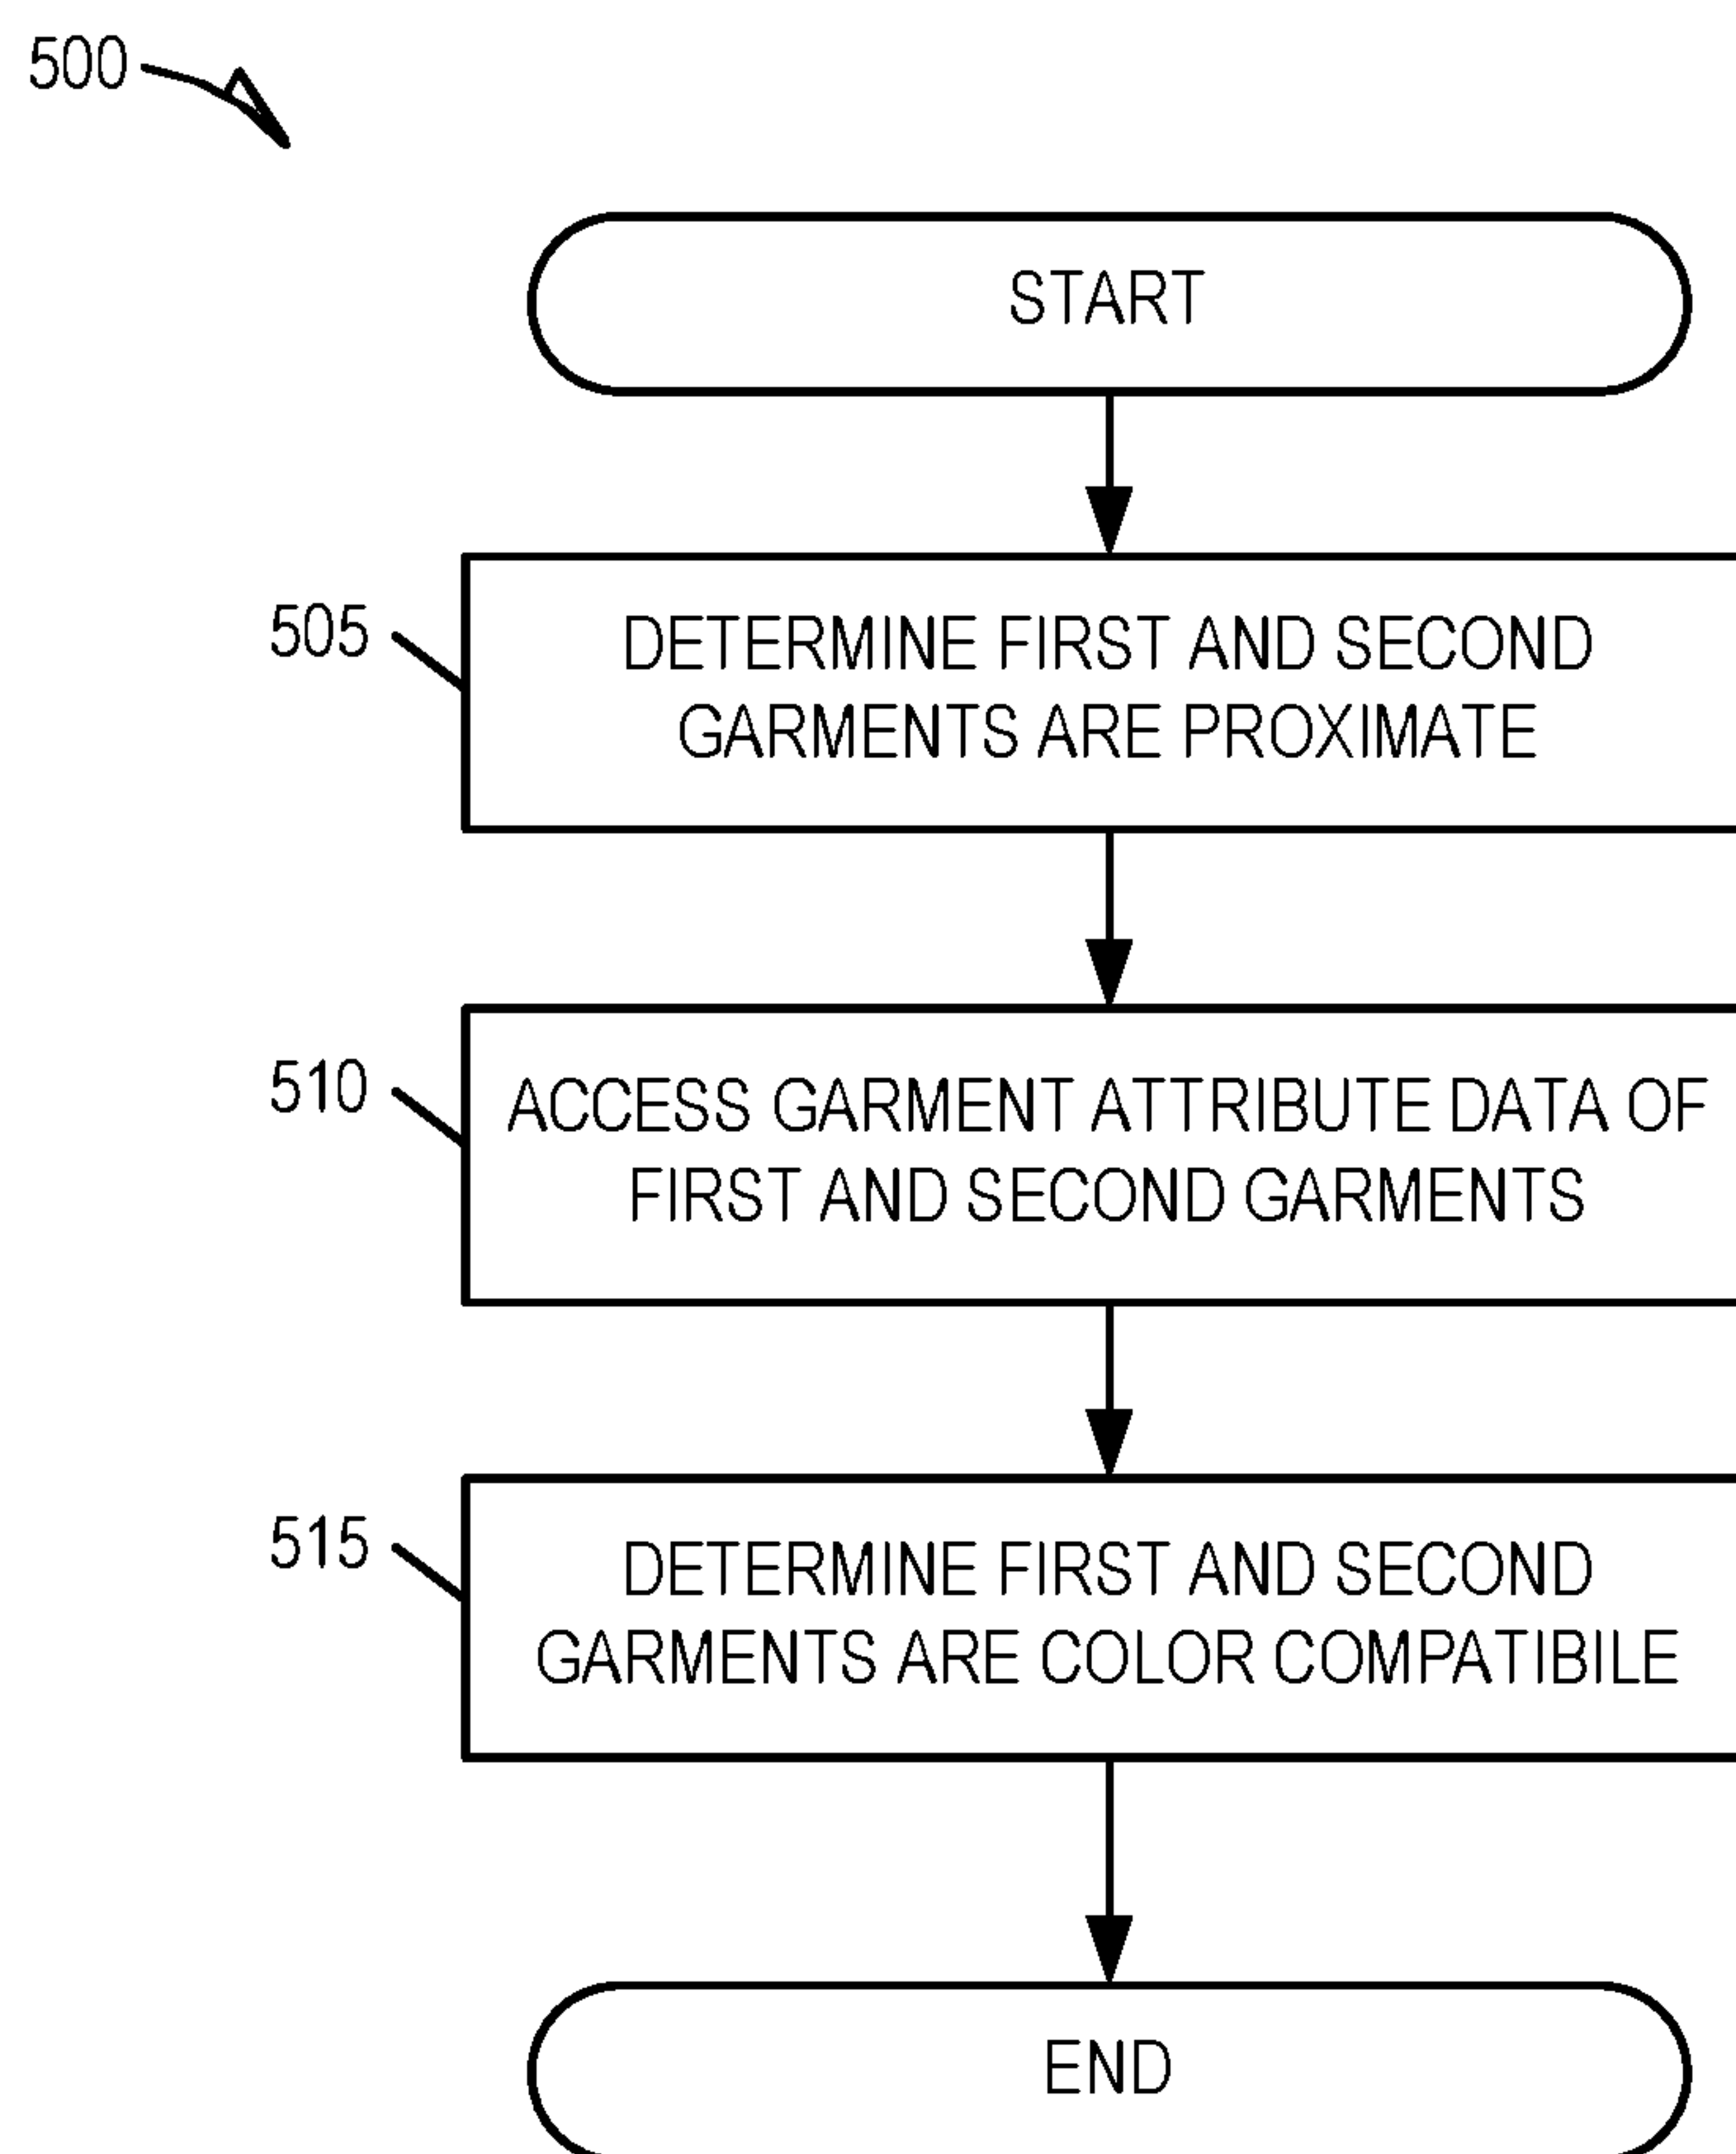 500
START
505
DETERMINE FIRST AND SECOND
GARMENTS ARE PROXIMATE
510
ACCESS GARMENT ATTRIBUTE DATA OF
FIRST AND SECOND GARMENTS
515
DETERMINE FIRST AND SECOND
GARMENTS ARE COLOR COMPATIBILE
END